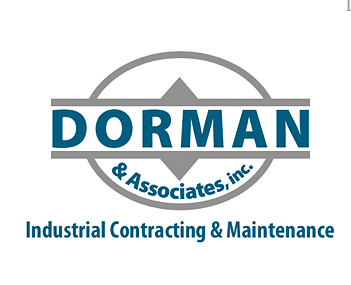 DORMAN
& Associates, inc.
Industrial Contracting & Maintenance